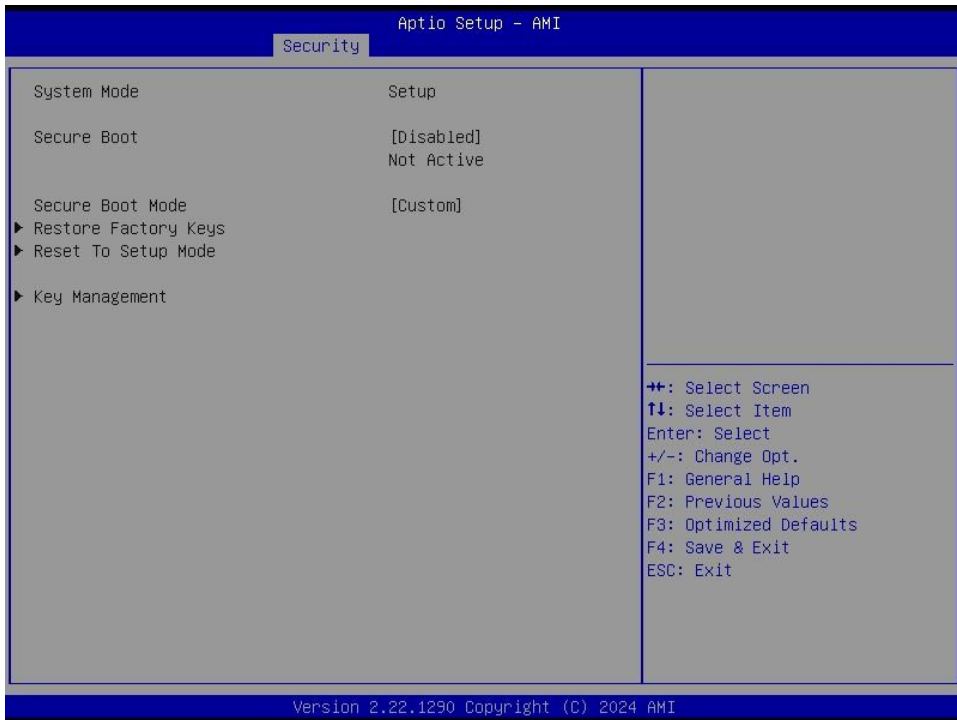 Aptio Setup – AMI
Security
System Mode Setup
Secure Boot [Disabled]
Not Active
Secure Boot Mode [Custom]
▶ Restore Factory Keys
▶ Reset To Setup Mode
▶ Key Management
→←: Select Screen
↑↓: Select Item
Enter: Select
+/-: Change Opt.
F1: General Help
F2: Previous Values
F3: Optimized Defaults
F4: Save & Exit
ESC: Exit
Version 2.22.1290 Copyright (C) 2024 AMI